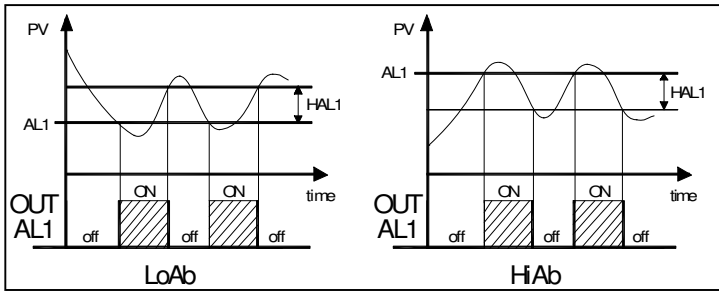 PV
HAL1
AL1
time
OUT
AL1
off
ON
off
ON
off
LoAb
PV
AL1
HAL1
time
OUT
AL1
off
ON
off
ON
off
HiAb